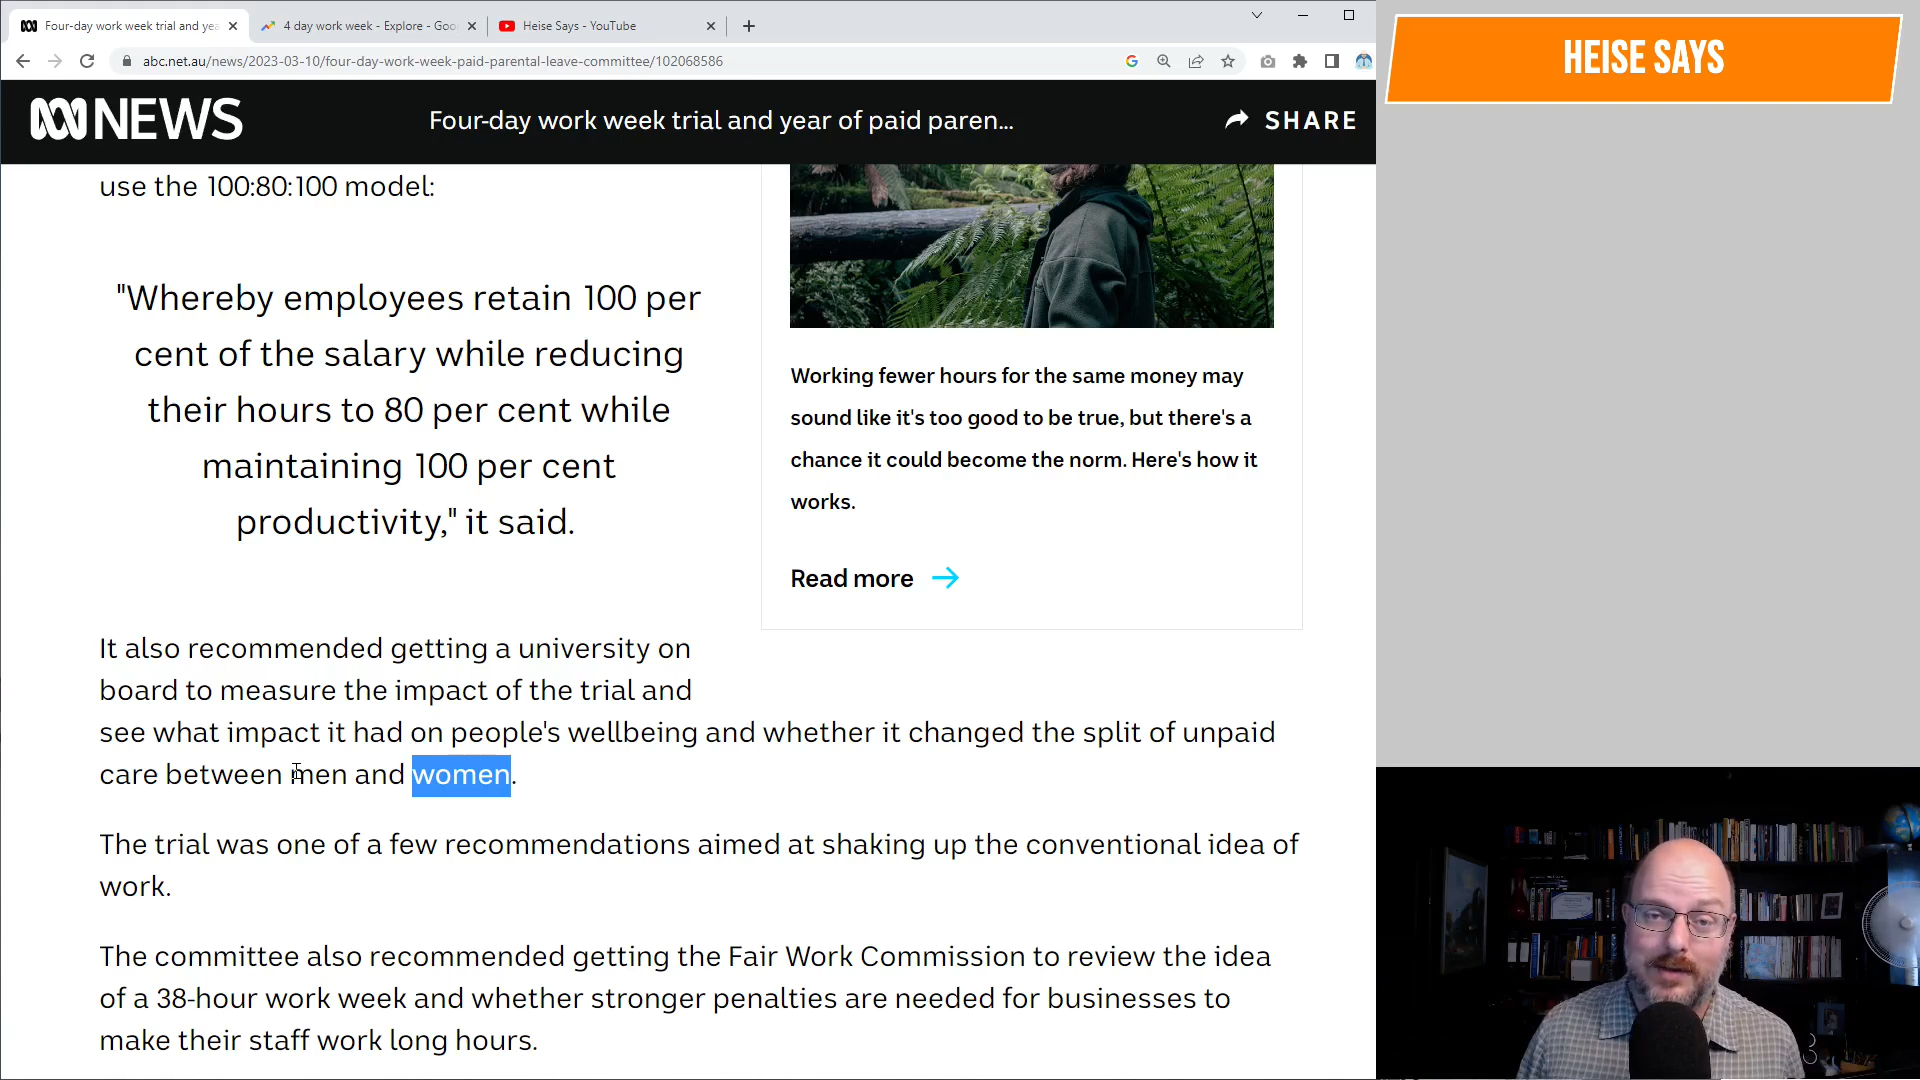 Four-day work week trial and yea
4 day work week - Explore - Goo
Heise Says - YouTube
abc.net.au/news/2023-03-10/four-day-work-week-paid-parental-leave-committee/102068586
HEISE SAYS
NEWS
Four-day work week trial and year of paid paren...
SHARE
use the 100:80:100 model:
"Whereby employees retain 100 per
cent of the salary while reducing
their hours to 80 per cent while
maintaining 100 per cent
productivity," it said.
Working fewer hours for the same money may
sound like it's too good to be true, but there's a
chance it could become the norm. Here's how it
works.
Read more
It also recommended getting a university on
board to measure the impact of the trial and
see what impact it had on people's wellbeing and whether it changed the split of unpaid
care between men and women.
The trial was one of a few recommendations aimed at shaking up the conventional idea of
work.
The committee also recommended getting the Fair Work Commission to review the idea
of a 38-hour work week and whether stronger penalties are needed for businesses to
make their staff work long hours.